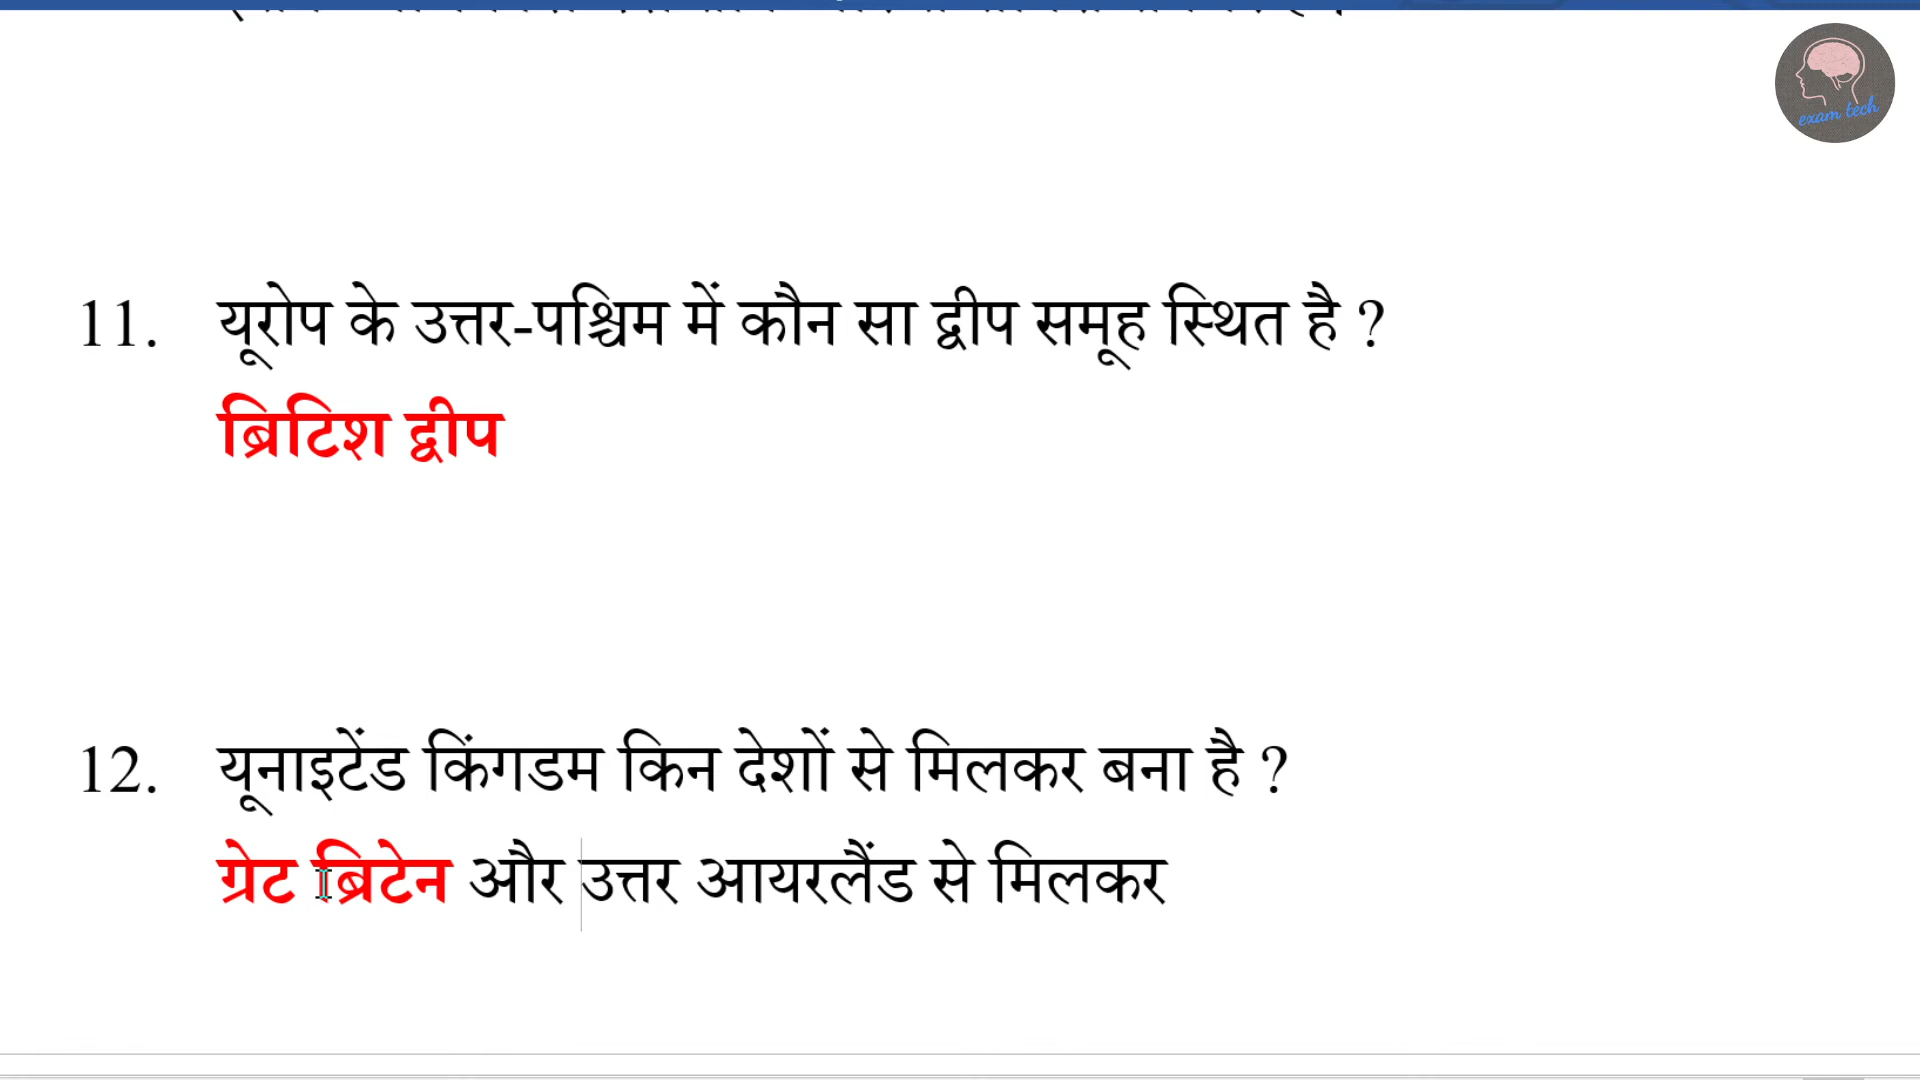 exam tech
11. यूरोप के उत्तर-पश्चिम में कौन सा द्वीप समूह स्थित है ?
ब्रिटिश द्वीप
12. यूनाइटेंड किंगडम किन देशों से मिलकर बना है ?
ग्रेट ब्रिटेन और उत्तर आयरलैंड से मिलकर